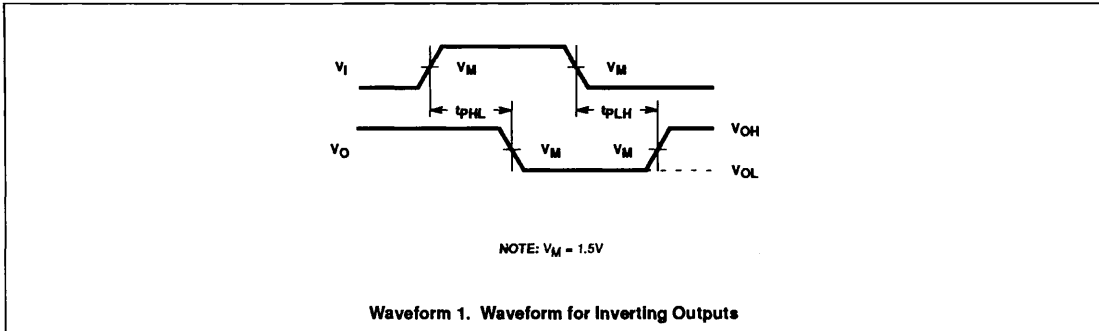 VI VM VM
tPHL tPLH
VOH
VO VM VM
VOL
NOTE: VM = 1.5V
Waveform 1. Waveform for Inverting Outputs